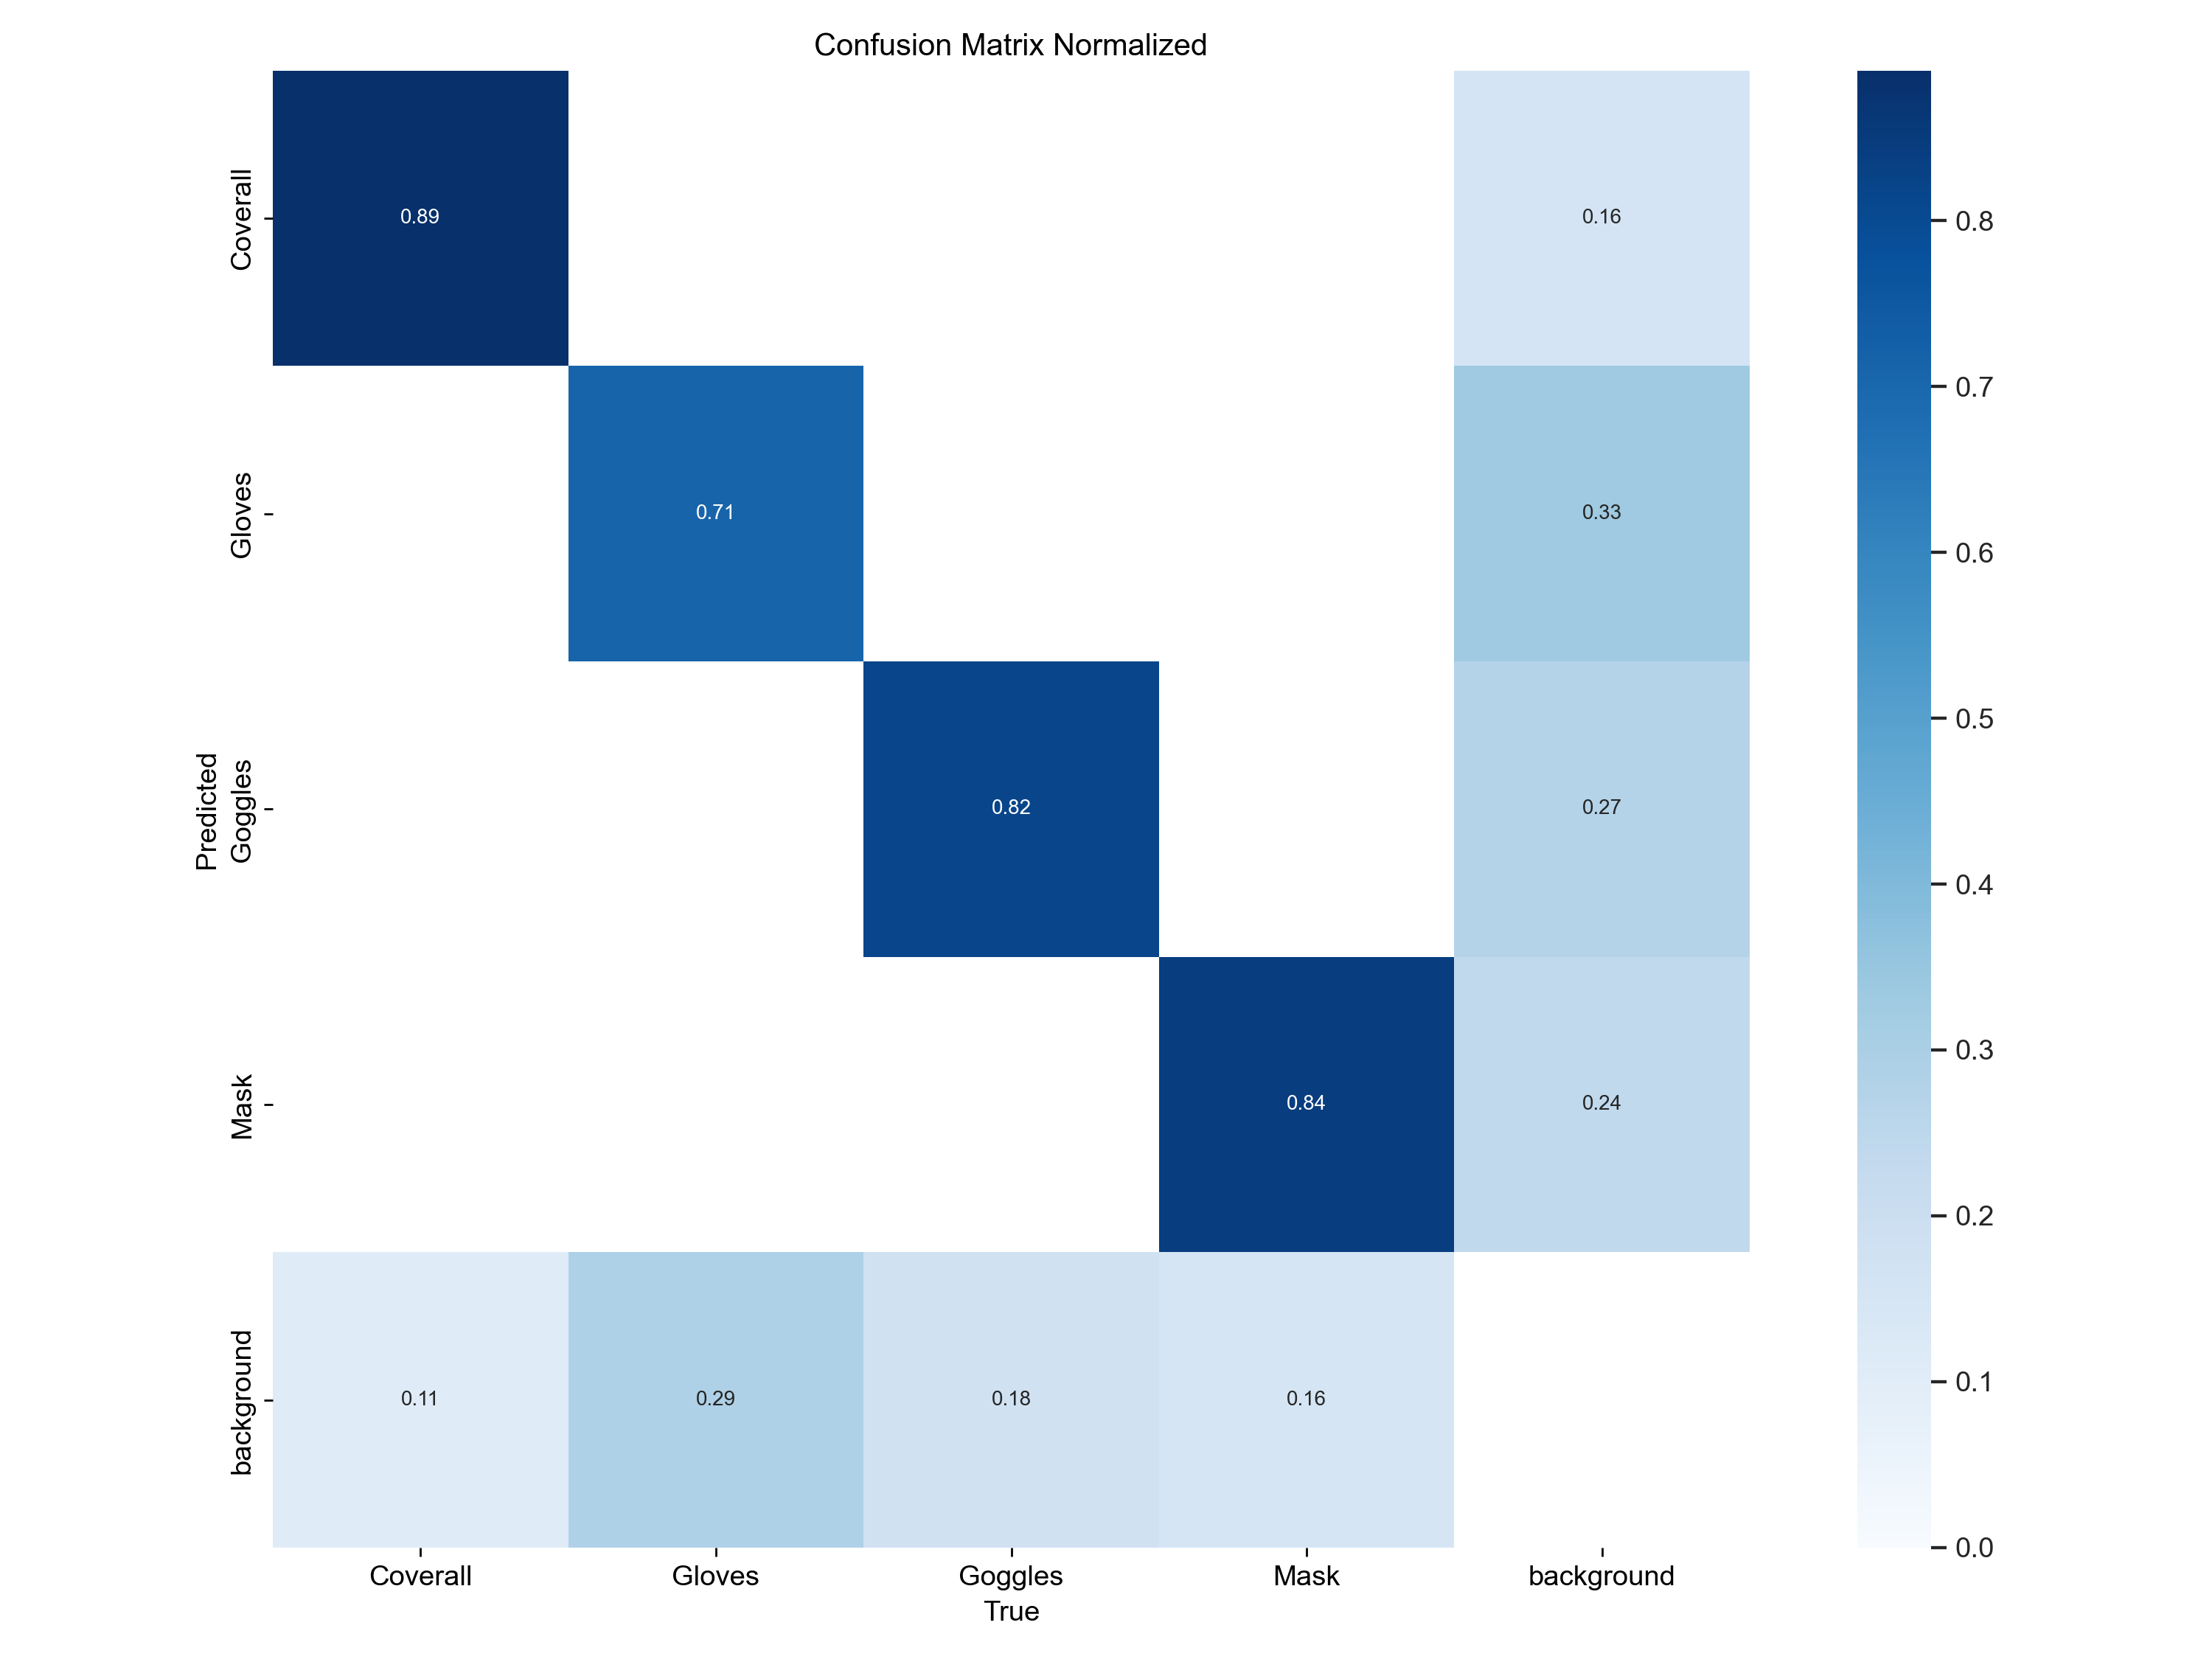 Confusion Matrix Normalized
Coverall
0.89
0.16
0.8
Gloves
0.71
0.33
0.7
0.6
Predicted
Goggles
0.82
0.27
0.5
0.4
Mask
0.84
0.24
0.3
0.2
background
0.11
0.29
0.18
0.16
0.1
0.0
Coverall
Gloves
Goggles
Mask
background
True